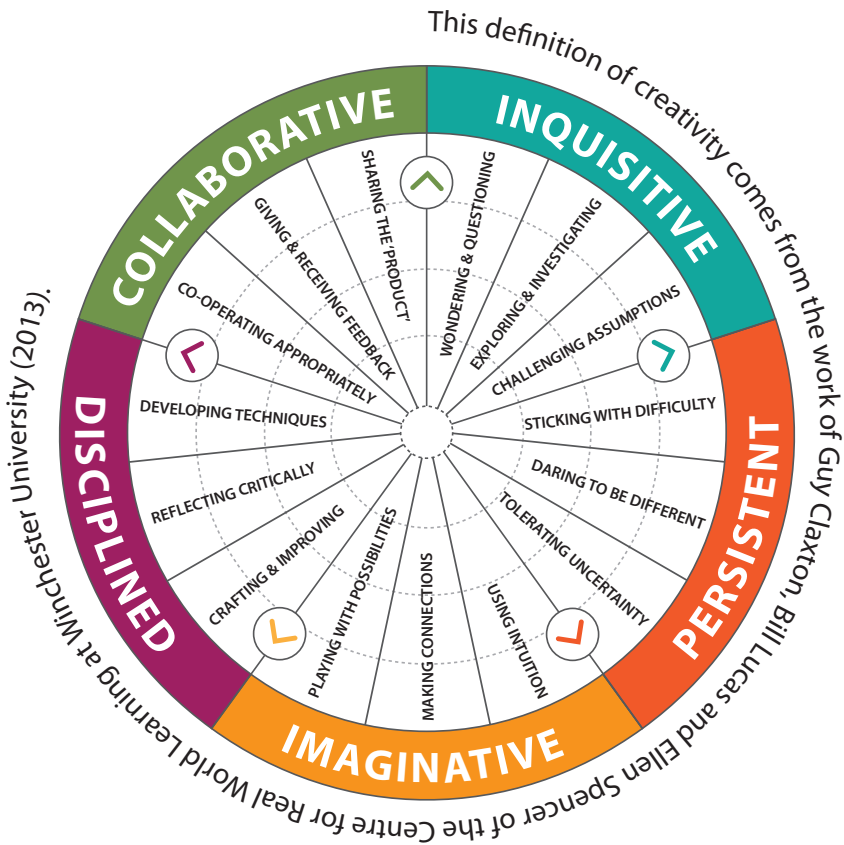 This definition of creativity comes from the work of Guy Claxton, Bill Lucas and Ellen Spencer of the Centre for Real World Learning at Winchester University (2013).
INQUISITIVE
WONDERING & QUESTIONING
EXPLORING & INVESTIGATING
CHALLENGING ASSUMPTIONS
PERSISTENT
STICKING WITH DIFFICULTY
DARING TO BE DIFFERENT
TOLERATING UNCERTAINTY
IMAGINATIVE
USING INTUITION
MAKING CONNECTIONS
PLAYING WITH POSSIBILITIES
DISCIPLINED
CRAFTING & IMPROVING
REFLECTING CRITICALLY
DEVELOPING TECHNIQUES
COLLABORATIVE
CO-OPERATING APPROPRIATELY
GIVING & RECEIVING FEEDBACK
SHARING THE 'PRODUCT'